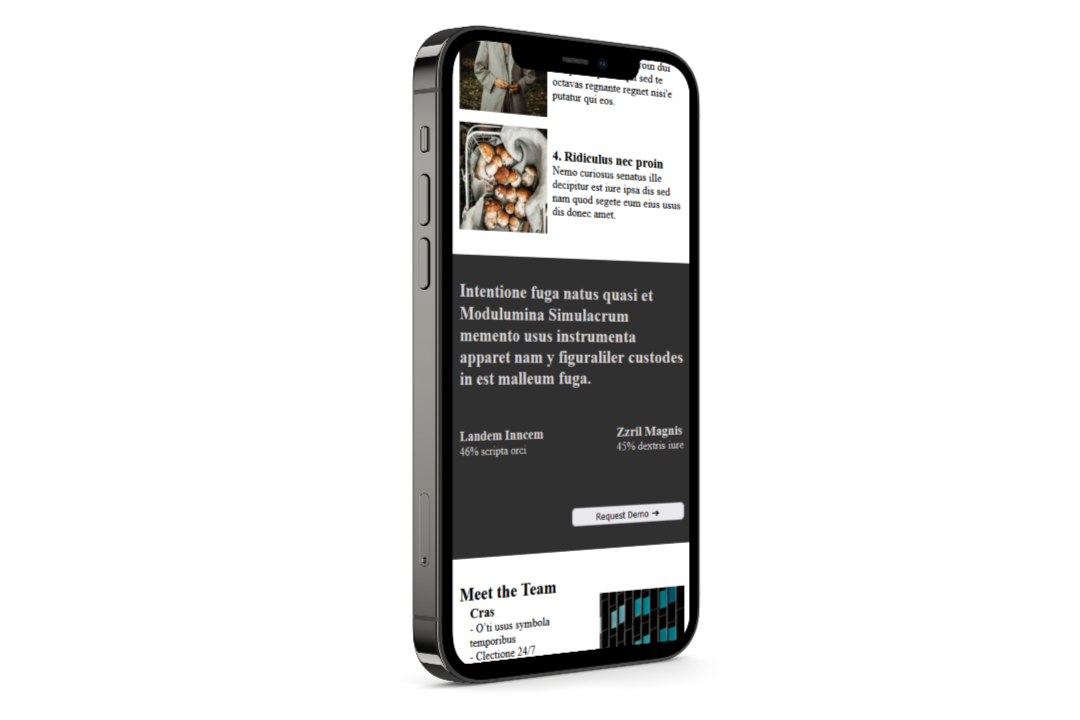 roin dui
sed te
octavas regnante regnet nisi'e
putatur qui eos.
4. Ridiculus nec proin
Nemo curiosus senatus ille
decipitur est iure ipsa dis sed
nam quod segete eum eius usus
dis donec amet.
Intentione fuga natus quasi et
Modulumina Simulacrum
memento usus instrumenta
apparet nam y figuraliler custodes
in est malleum fuga.
Landem Inncem
46% scripta orci
Zzril Magnis
45% dextris iure
Request Demo →
Meet the Team
Cras
- O'ti usus symbola
temporibus
- Clectione 24/7